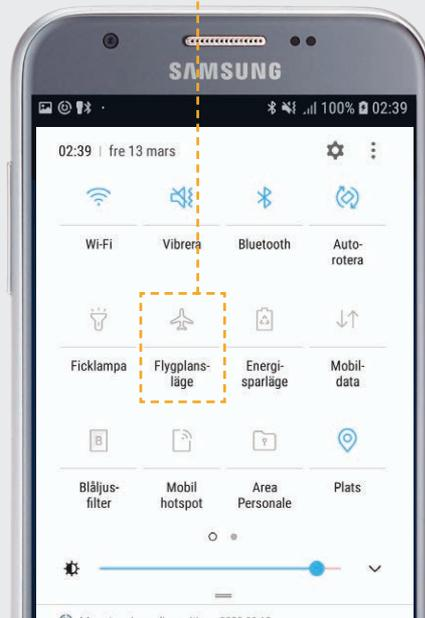 SAMSUNG
100% 02:39
02:39 | fre 13 mars
Wi-Fi
Vibrera
Bluetooth
Auto-
rotera
Ficklampa
Flygplans-
läge
Energi-
sparläge
Mobil-
data
B
Blåljus-
filter
Mobil
hotspot
Area
Personale
Plats